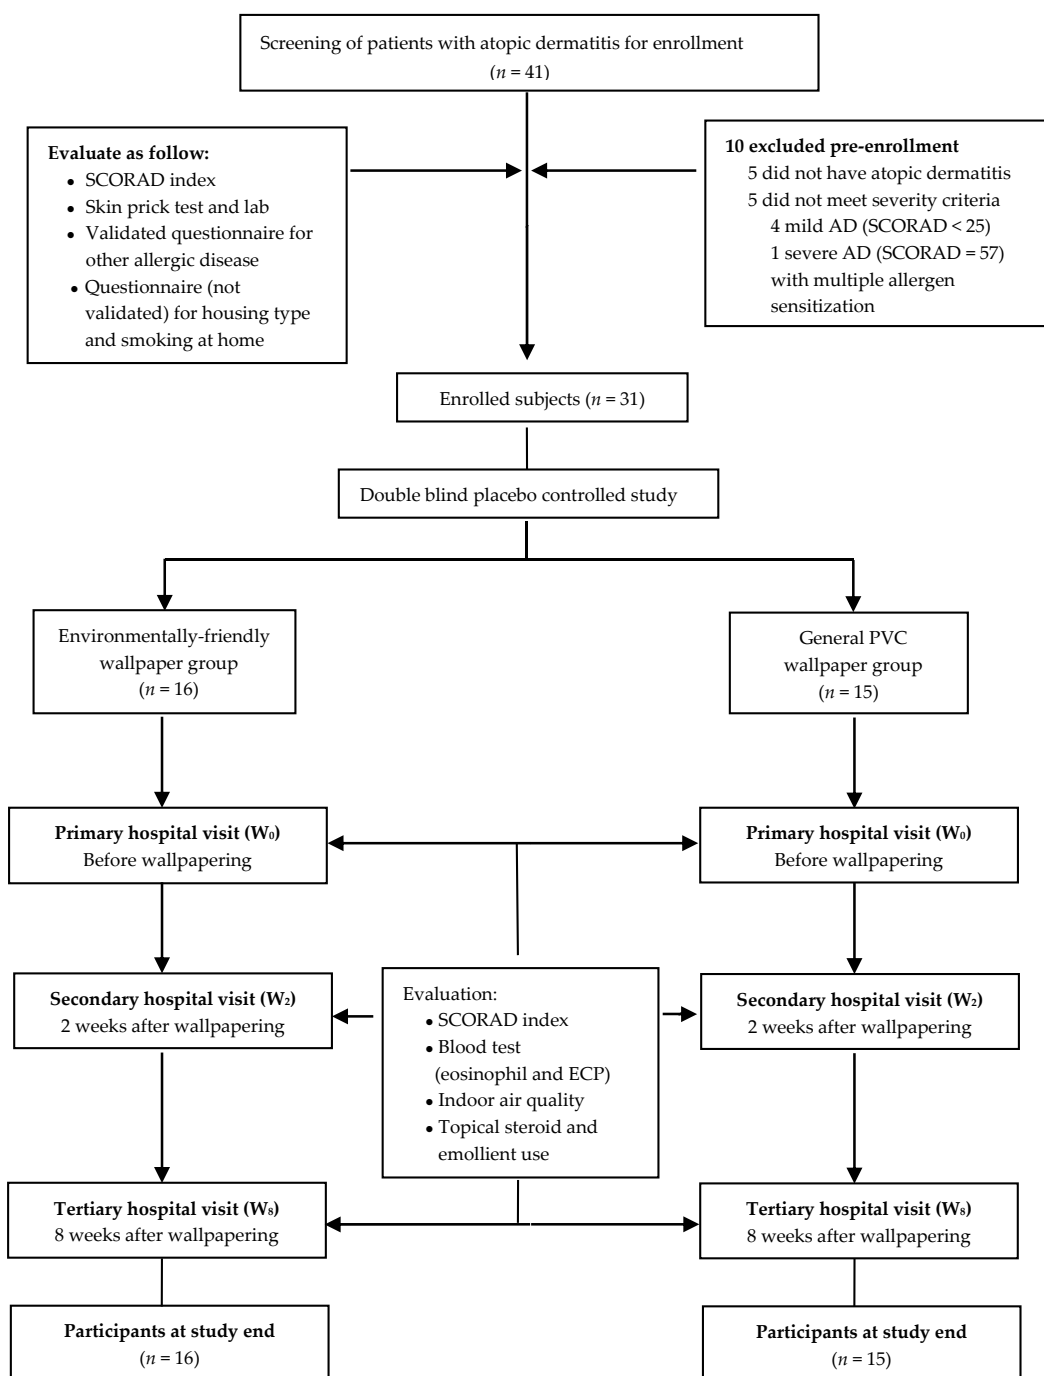 Screening of patients with atopic dermatitis for enrollment
(n = 41)
Evaluate as follow:
• SCORAD index
• Skin prick test and lab
• Validated questionnaire for
other allergic disease
• Questionnaire (not
validated) for housing type
and smoking at home
10 excluded pre-enrollment
5 did not have atopic dermatitis
5 did not meet severity criteria
4 mild AD (SCORAD < 25)
1 severe AD (SCORAD = 57)
with multiple allergen
sensitization
Enrolled subjects (n = 31)
Double blind placebo controlled study
Environmentally-friendly
wallpaper group
(n = 16)
General PVC
wallpaper group
(n = 15)
Primary hospital visit (W₀)
Before wallpapering
Primary hospital visit (W₀)
Before wallpapering
Secondary hospital visit (W₂)
2 weeks after wallpapering
Evaluation:
• SCORAD index
• Blood test
(eosinophil and ECP)
• Indoor air quality
• Topical steroid and
emollient use
Secondary hospital visit (W₂)
2 weeks after wallpapering
Tertiary hospital visit (W₈)
8 weeks after wallpapering
Tertiary hospital visit (W₈)
8 weeks after wallpapering
Participants at study end
(n = 16)
Participants at study end
(n = 15)